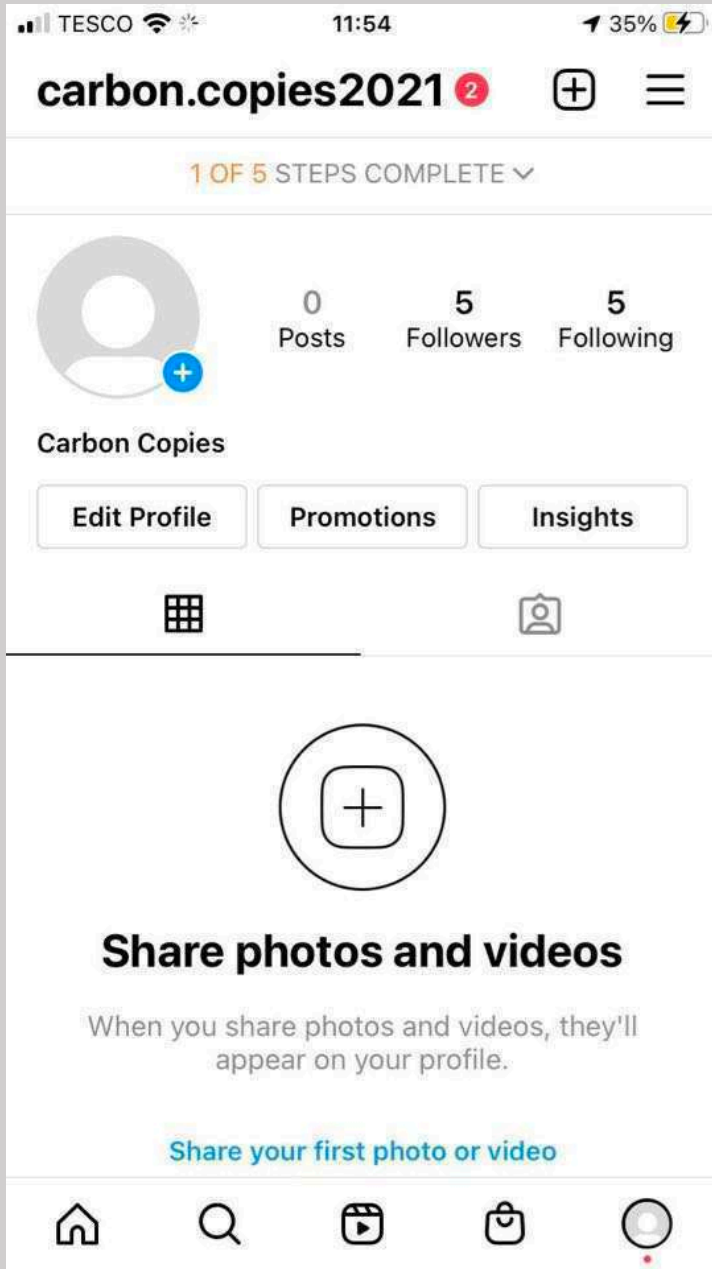 TESCO 11:54 35%
carbon.copies2021 2
1 OF 5 STEPS COMPLETE
0 5 5
Posts Followers Following
Carbon Copies
Edit Profile Promotions Insights
Share photos and videos
When you share photos and videos, they'll
appear on your profile.
Share your first photo or video